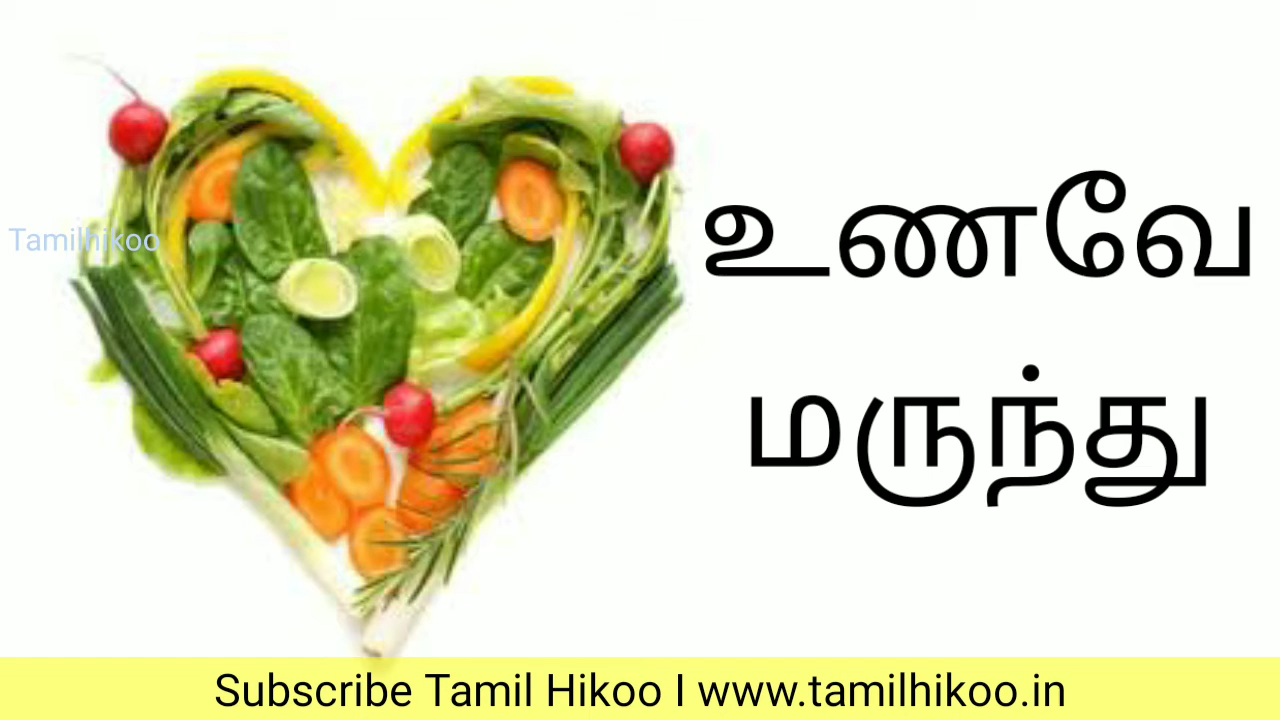 Tamilhikoo
உணவே
மருந்து
Subscribe Tamil Hikoo I www.tamilhikoo.in